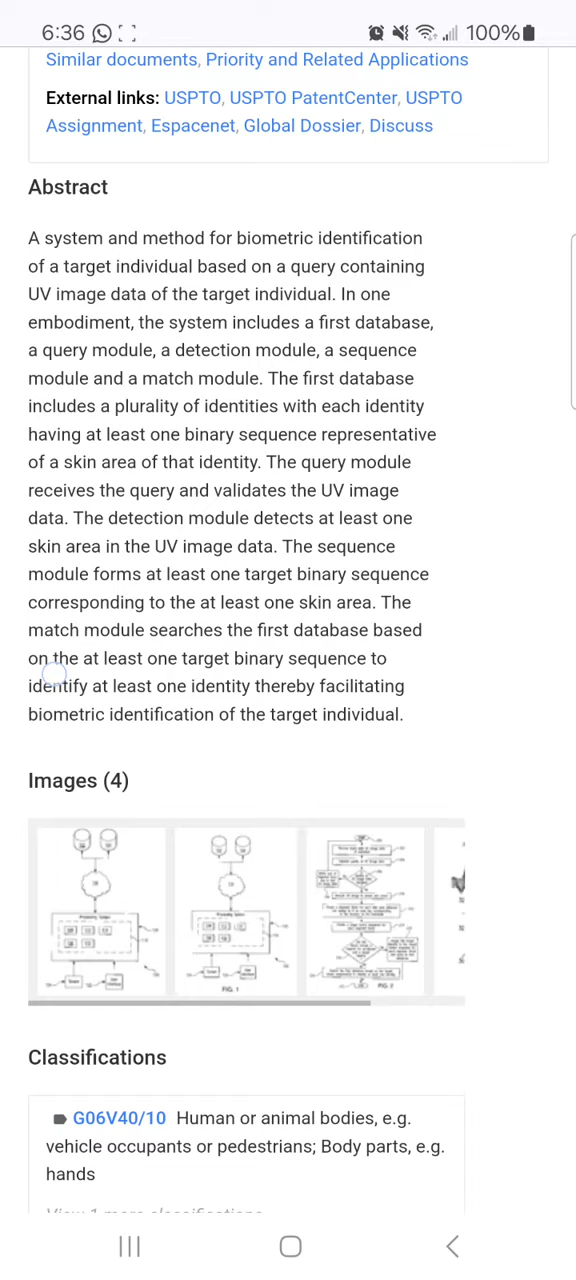 6:36
100%
Similar documents, Priority and Related Applications
External links: USPTO, USPTO PatentCenter, USPTO
Assignment, Espacenet, Global Dossier, Discuss
Abstract
A system and method for biometric identification
of a target individual based on a query containing
UV image data of the target individual. In one
embodiment, the system includes a first database,
a query module, a detection module, a sequence
module and a match module. The first database
includes a plurality of identities with each identity
having at least one binary sequence representative
of a skin area of that identity. The query module
receives the query and validates the UV image
data. The detection module detects at least one
skin area in the UV image data. The sequence
module forms at least one target binary sequence
corresponding to the at least one skin area. The
match module searches the first database based
on the at least one target binary sequence to
identify at least one identity thereby facilitating
biometric identification of the target individual.
Images (4)
FIG. 1
FIG. 2
Classifications
G06V40/10 Human or animal bodies, e.g.
vehicle occupants or pedestrians; Body parts, e.g.
hands
View 1 more classifications